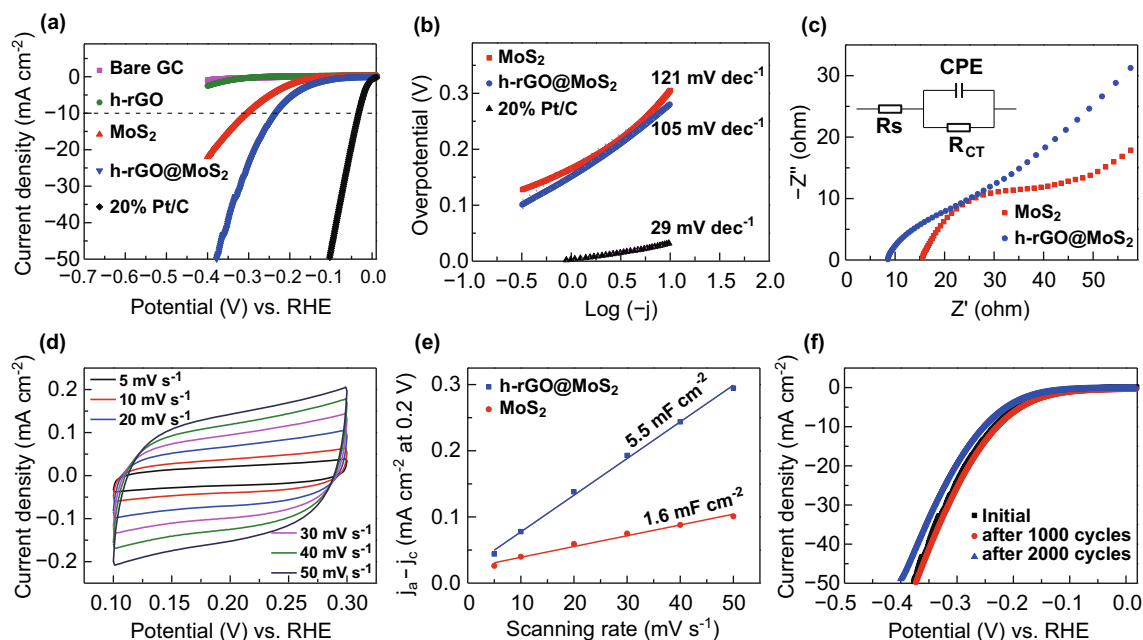 (a)
Current density (mA cm⁻²)
0
−10
−20
−30
−40
−50
Bare GC
h-rGO
MoS₂
h-rGO@MoS₂
20% Pt/C
−0.7 −0.6 −0.5 −0.4 −0.3 −0.2 −0.1 0.0
Potential (V) vs. RHE
(b)
Overpotential (V)
0.3
0.2
0.1
0.0
MoS₂
h-rGO@MoS₂
20% Pt/C
121 mV dec⁻¹
105 mV dec⁻¹
29 mV dec⁻¹
−1.0 −0.5 0.0 0.5 1.0 1.5 2.0
Log (−j)
(c)
−Z″ (ohm)
30
20
10
0
CPE
Rs
R_CT
MoS₂
h-rGO@MoS₂
0 10 20 30 40 50
Z' (ohm)
(d)
Current density (mA cm⁻²)
0.2
0.1
0.0
−0.1
−0.2
5 mV s⁻¹
10 mV s⁻¹
20 mV s⁻¹
30 mV s⁻¹
40 mV s⁻¹
50 mV s⁻¹
0.10 0.15 0.20 0.25 0.30
Potential (V) vs. RHE
(e)
jₐ − j_c (mA cm⁻² at 0.2 V)
0.3
0.2
0.1
0.0
h-rGO@MoS₂
MoS₂
5.5 mF cm⁻²
1.6 mF cm⁻²
0 10 20 30 40 50
Scanning rate (mV s⁻¹)
(f)
Current density (mA cm⁻²)
0
−10
−20
−30
−40
−50
Initial
after 1000 cycles
after 2000 cycles
−0.5 −0.4 −0.3 −0.2 −0.1 0.0
Potential (V) vs. RHE